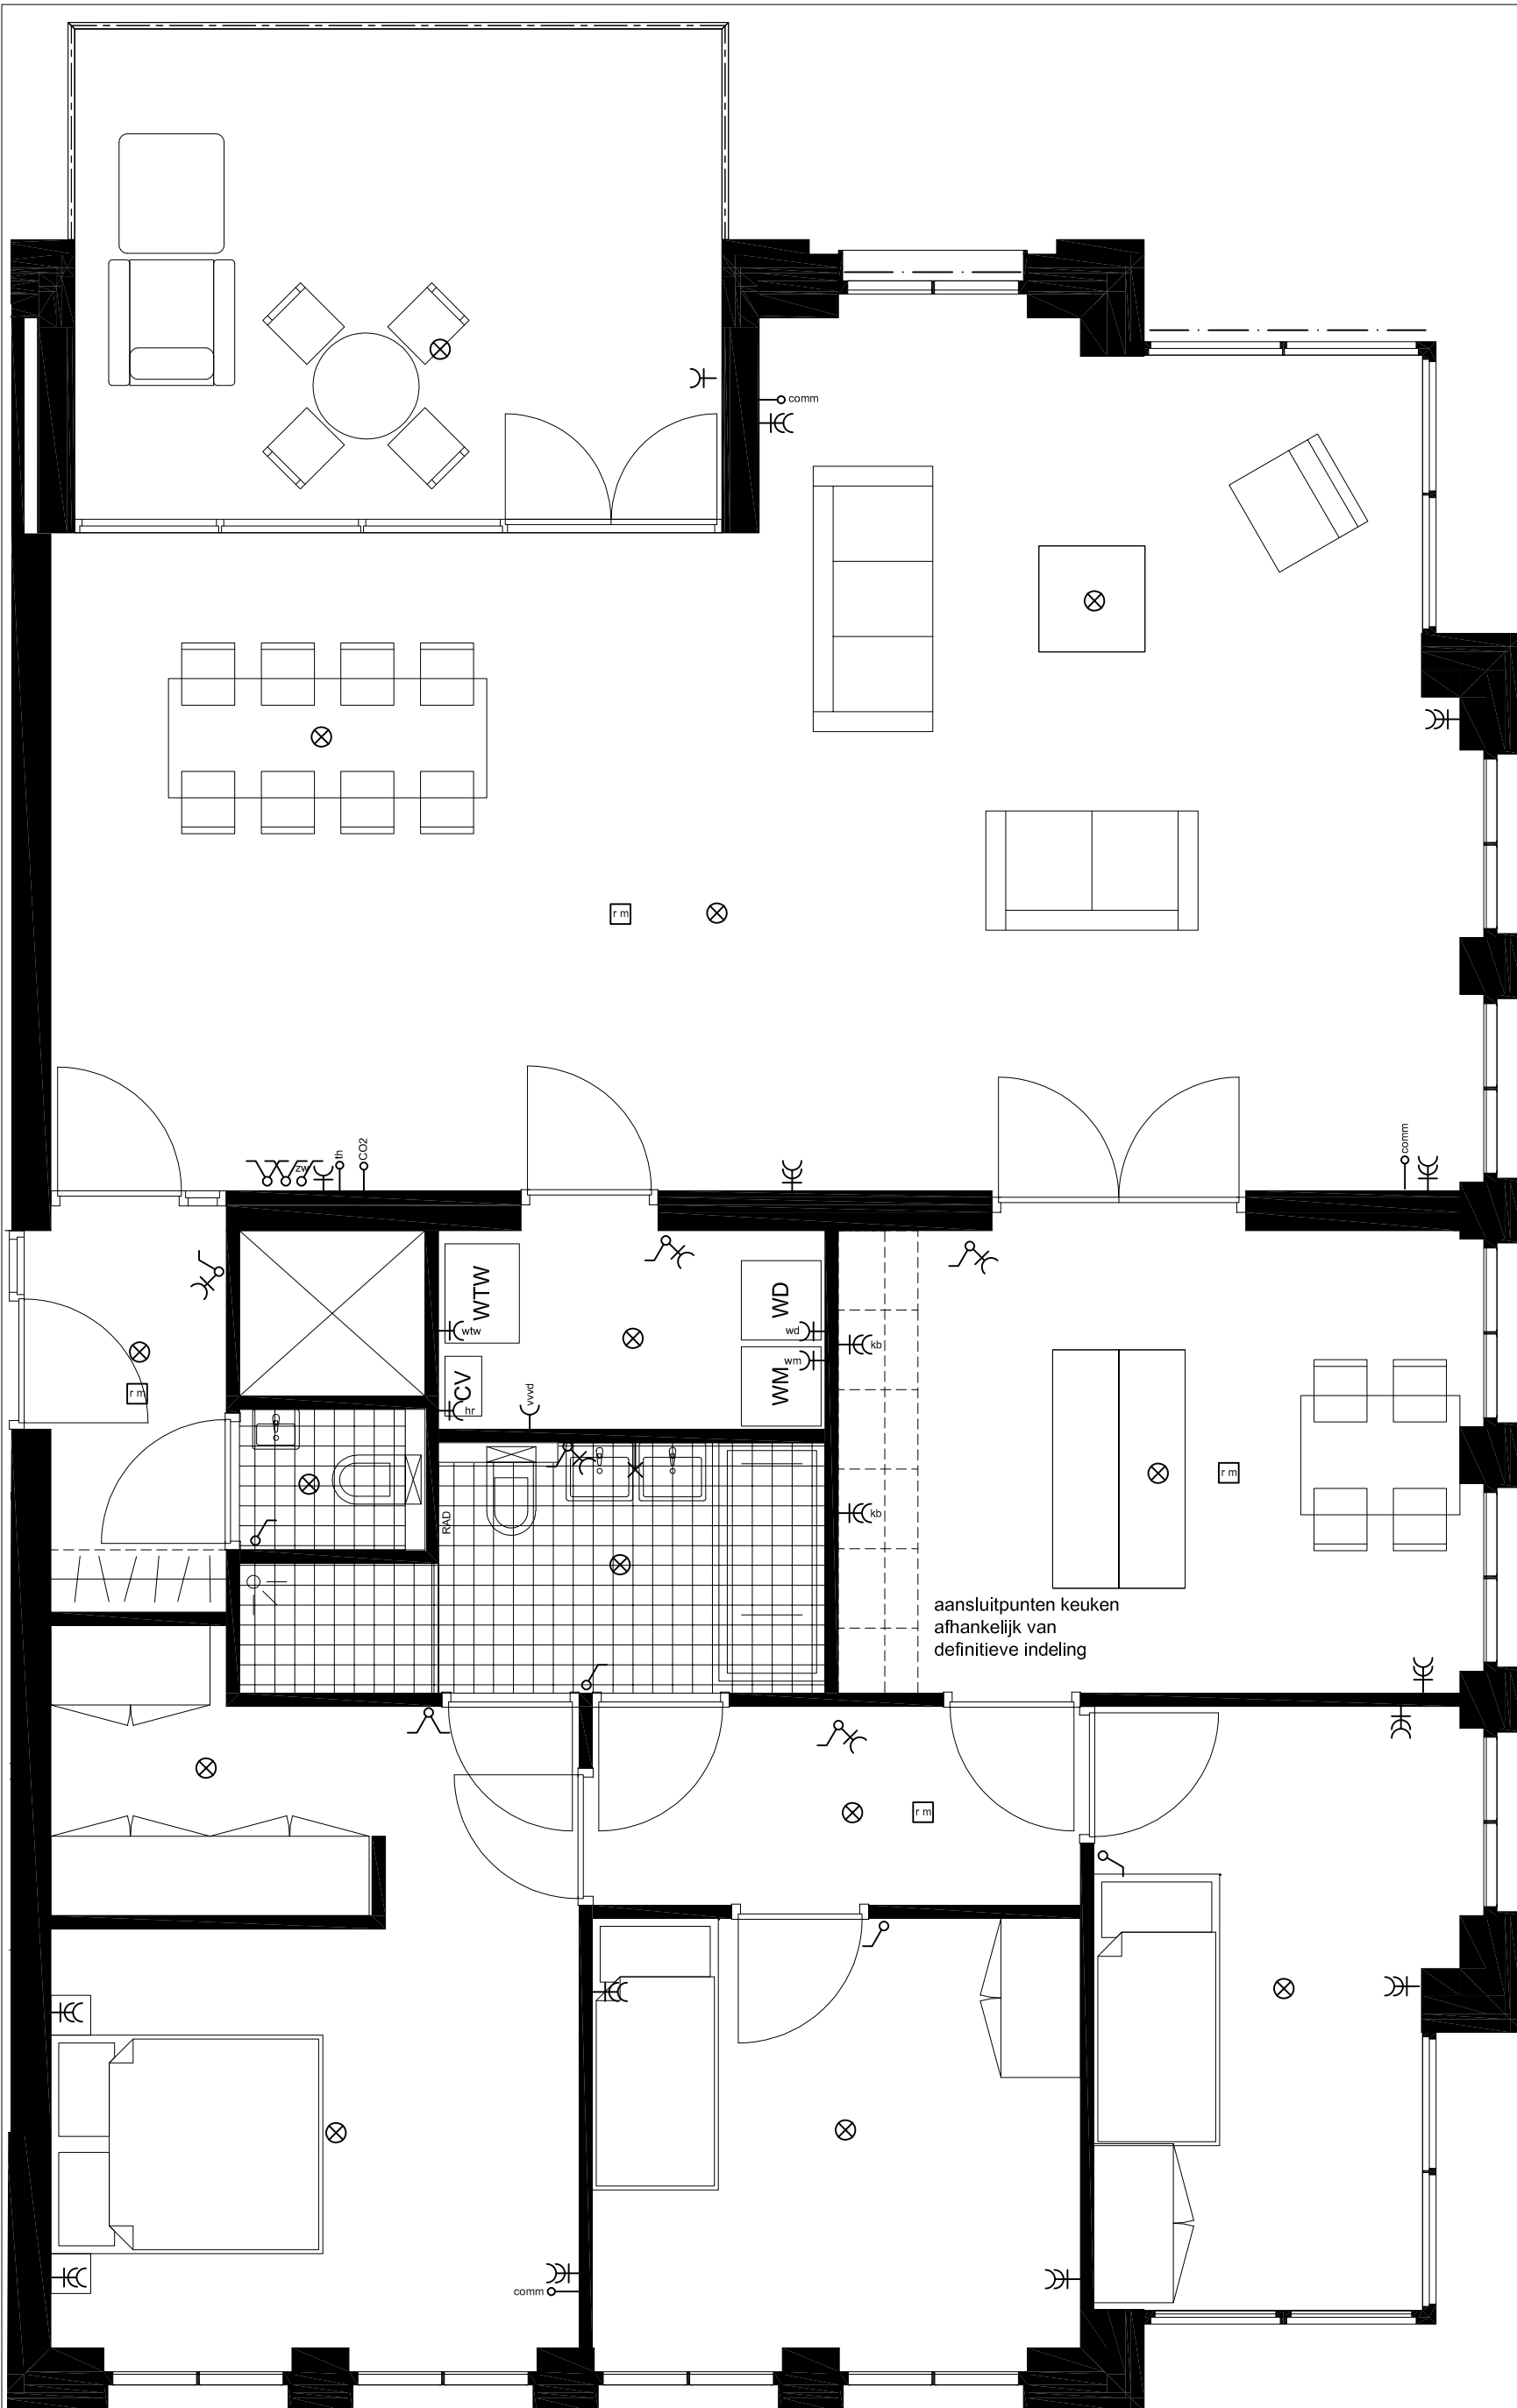 comm
r m
zw
th
CO2
comm
WTW
wtw
WD
wd
WM
wm
CV
hr
vvvd
kb
r m
r m
kb
RAD
aansluitpunten keuken
afhankelijk van
definitieve indeling
r m
comm